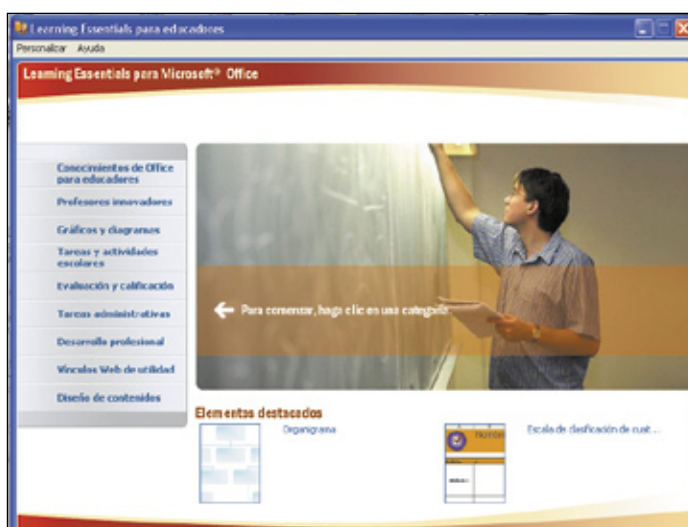 Learning Essentials para educadores
Personalizar Ayuda
Learning Essentials para Microsoft® Office
Conocimientos de Office
para educadores
Profesores innovadores
Gráficos y diagramas
Tareas y actividades
escolares
Evaluación y calificación
Tareas administrativas
Desarrollo profesional
Vínculos Web de utilidad
Diseño de contenidos
Para comenzar, haga clic en una categoría.
Elementos destacados
Organigrama
Escala de clasificación de cuat...